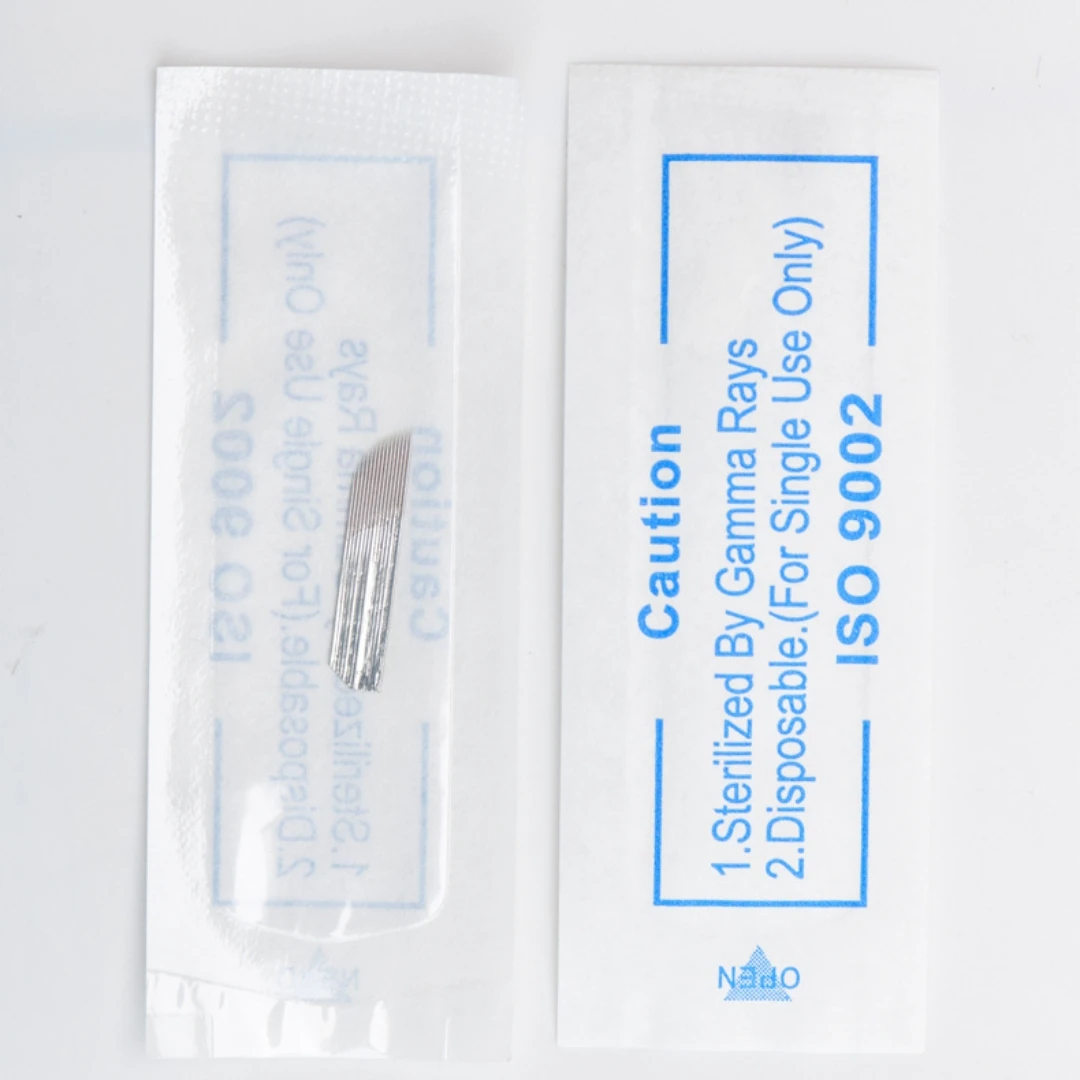 Caution
1.Sterilized By Gamma Rays
2.Disposable.(For Single Use Only)
ISO 9002
OPEN